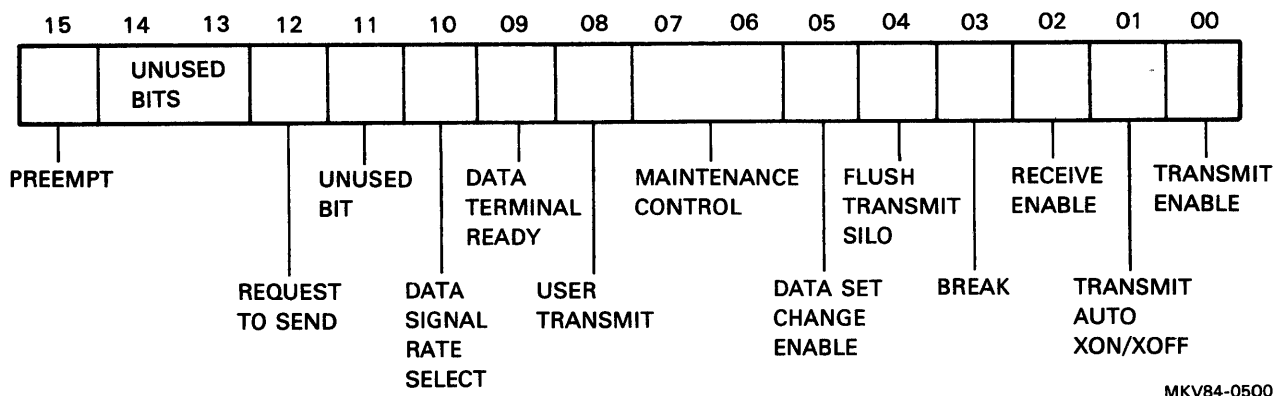 15 14 13 12 11 10 09 08 07 06 05 04 03 02 01 00
UNUSED
BITS
PREEMPT
UNUSED
BIT
DATA
TERMINAL
READY
MAINTENANCE
CONTROL
FLUSH
TRANSMIT
SILO
RECEIVE
ENABLE
TRANSMIT
ENABLE
REQUEST
TO SEND
DATA
SIGNAL
RATE
SELECT
USER
TRANSMIT
DATA SET
CHANGE
ENABLE
BREAK
TRANSMIT
AUTO
XON/XOFF
MKV84-0500